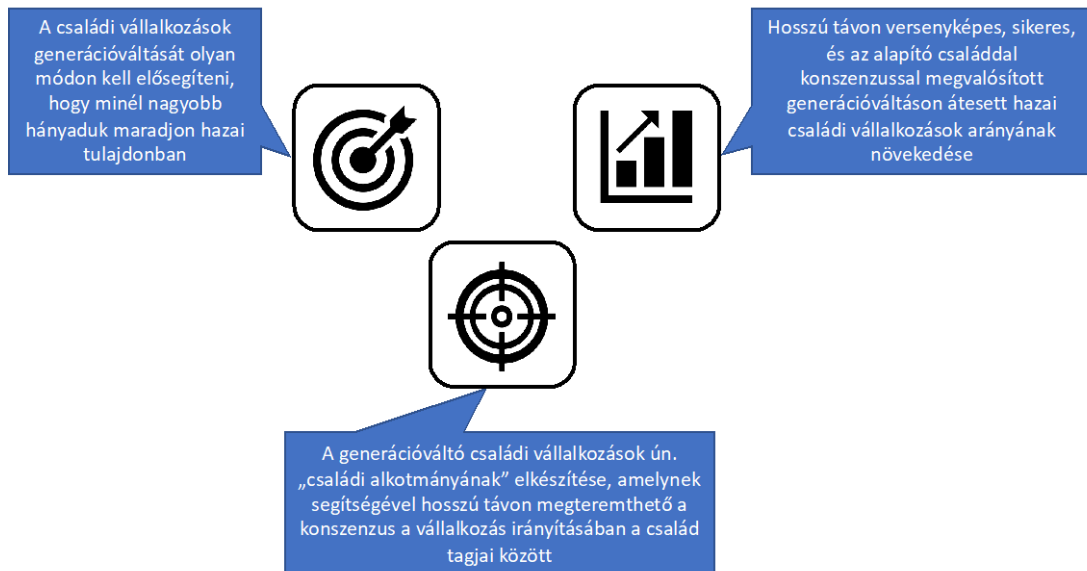 A családi vállalkozások
generációváltását olyan
módon kell elősegíteni,
hogy minél nagyobb
hányaduk maradjon hazai
tulajdonban
Hosszú távon versenyképes, sikeres,
és az alapító családdal
konszenzussal megvalósított
generációváltáson átesett hazai
családi vállalkozások arányának
növekedése
A generációváltó családi vállalkozások ún.
„családi alkotmányának” elkészítése, amelynek
segítségével hosszú távon megteremthető a
konszenzus a vállalkozás irányításában a család
tagjai között